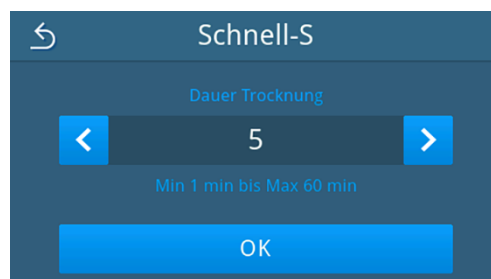 Schnell-S
Dauer Trocknung
5
Min 1 min bis Max 60 min
OK